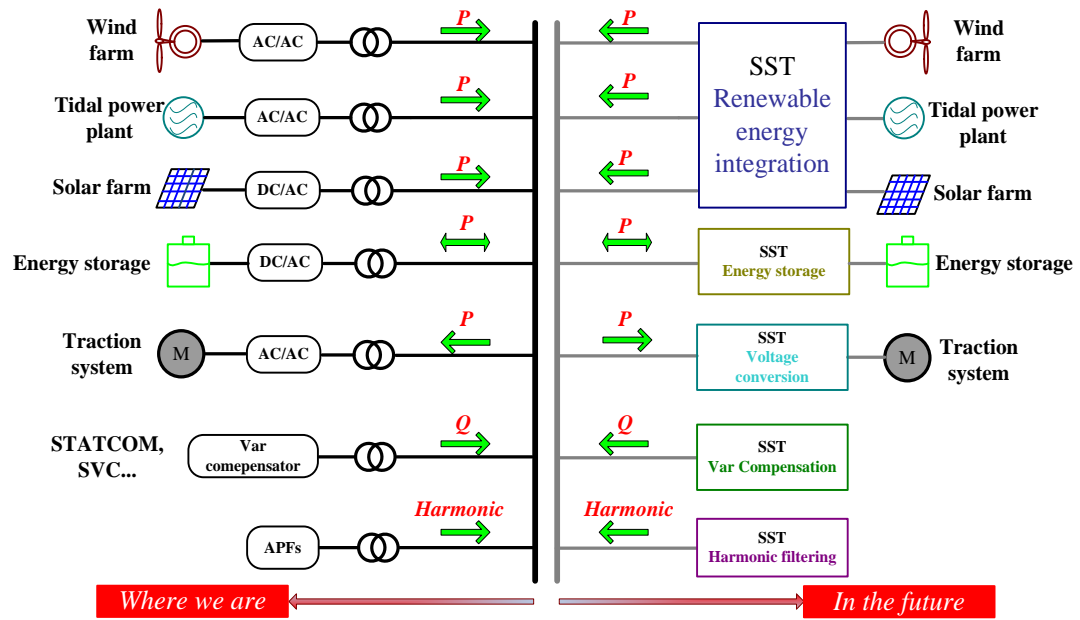 Wind
farm
AC/AC
P
Tidal power
plant
AC/AC
P
Solar farm
DC/AC
P
Energy storage
DC/AC
P
Traction
system
M
AC/AC
P
STATCOM,
SVC...
Var
comepensator
Q
APFs
Harmonic
Where we are
P
P
P
SST
Renewable
energy
integration
Wind
farm
Tidal power
plant
Solar farm
P
SST
Energy storage
Energy storage
P
SST
Voltage
conversion
M
Traction
system
Q
SST
Var Compensation
Harmonic
SST
Harmonic filtering
In the future